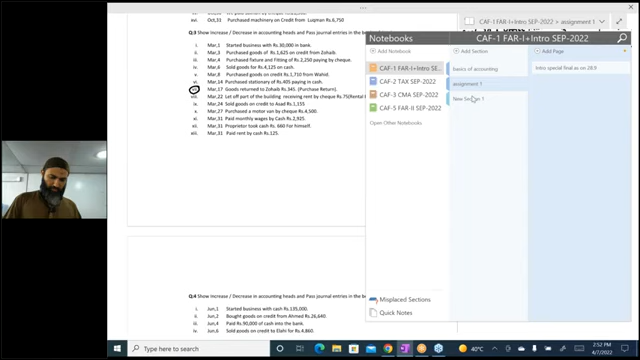 xvi. Oct,33 Purchased machinery on Credit from Luqman Rs.6,750
Q:3 Show increase / Decrease in accounting heads and Pass journal entries in the b
i. Mar,1 Started business with Rs.80,000 in bank.
ii. Mar,2 Purchased goods of Rs.1,625 on credit from Zohaib.
iii. Mar,4 Purchased Fixture and Fitting of Rs.2,250 paying by cheque.
iv. Mar,6 Sold goods for Rs.4,125 on cash.
v. Mar,8 Purchased goods on credit Rs.1,710 from Wahid.
vi. Mar,14 Purchased stationery of Rs.405 paying in cash.
vii. Mar,17 Goods returned to Zohaib Rs.345. (Purchase Return).
viii. Mar,22 Let off part of the building receiving rent by cheque Rs.75(Rental
ix. Mar,24 Sold goods on credit to Asad Rs.1,155
x. Mar,27 Purchased a motor van by cheque Rs.4,500.
xi. Mar,31 Paid monthly wages by Cash Rs.2,925.
xii. Mar,31 Proprietor took cash Rs. 660 For himself.
xiii. Mar,31 Paid rent by cash Rs.125.
Q:4 Show increase / Decrease in accounting heads and Pass journal entries in the
i. Jun,1 Started business with cash Rs.135,000.
ii. Jun,2 Bought goods on credit from Ahmed Rs.26,640.
iii. Jun,4 Paid Rs.90,000 of cash into the bank.
iv. Jun,6 Sold goods on credit to Elahi for Rs.4,860.
CAF-1 FAR-I+Intro SEP-2022 > assignment 1
Notebooks
CAF-1 FAR-I+Intro SEP-2022
+ Add Notebook
+ Add Section
+ Add Page
CAF-1 FAR-I+Intro SE...
CAF-2 TAX SEP-2022
CAF-3 CMA SEP-2022
CAF-5 FAR-II SEP-2022
Open Other Notebooks
basics of accounting
assignment 1
New Section 1
Intro special final as on 28.9
Misplaced Sections
Quick Notes
Type here to search
40°C
2:52 PM
4/7/2022